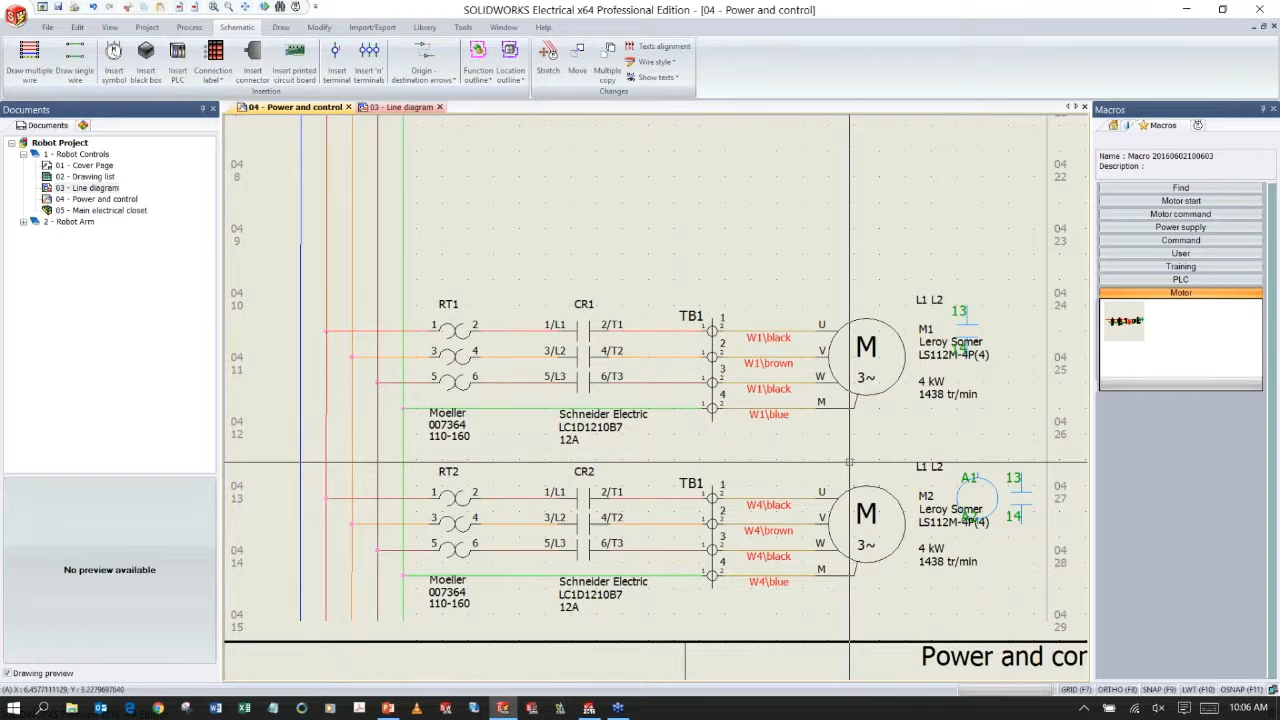 SOLIDWORKS Electrical x64 Professional Edition - [04 - Power and control]
File Edit View Project Process Schematic Draw Modify Import/Export Library Tools Window Help
Draw multiple wire
Draw single wire
Insert symbol
Insert black box
Insert PLC
Connection label
Insert connector
Insert printed circuit board
Insert terminal
Insert 'n' terminals
Origin - destination arrows
Function outline
Location outline
Stretch
Move
Multiple copy
Texts alignment
Wire style
Show texts
Insertion
Changes
Documents
Documents
Robot Project
1 - Robot Controls
01 - Cover Page
02 - Drawing list
03 - Line diagram
04 - Power and control
05 - Main electrical closet
2 - Robot Arm
No preview available
Drawing preview
04 - Power and control
03 - Line diagram
04
8
04
9
04
10
04
11
04
12
04
13
04
14
04
15
RT1
1 2
3 4
5 6
Moeller
007364
110-160
CR1
1/L1 2/T1
3/L2 4/T2
5/L3 6/T3
Schneider Electric
LC1D1210B7
12A
TB1
1
1 2
2
1 2
3
1 2
4
1 2
W1\black
W1\brown
W1\black
W1\blue
U
V
W
M
M
3~
L1 L2
M1
Leroy Somer
LS112M-4P(4)
4 kW
1438 tr/min
13
14
RT2
1 2
3 4
5 6
Moeller
007364
110-160
CR2
1/L1 2/T1
3/L2 4/T2
5/L3 6/T3
Schneider Electric
LC1D1210B7
12A
TB1
1
1 2
2
1 2
3
1 2
4
1 2
W4\black
W4\brown
W4\black
W4\blue
U
V
W
M
M
3~
L1 L2
M2
Leroy Somer
LS112M-4P(4)
4 kW
1438 tr/min
A1
A2
13
14
04
22
04
23
04
24
04
25
04
26
04
27
04
28
04
29
Power and cor
Macros
Macros
Name : Macro 20160602100603
Description :
Find
Motor start
Motor command
Power supply
Command
User
Training
PLC
Motor
(A) X : 6.4577111129, Y : 3.2279697640
GRID (F7) ORTHO (F8) SNAP (F9) LWT (F10) OSNAP (F11)
10:06 AM